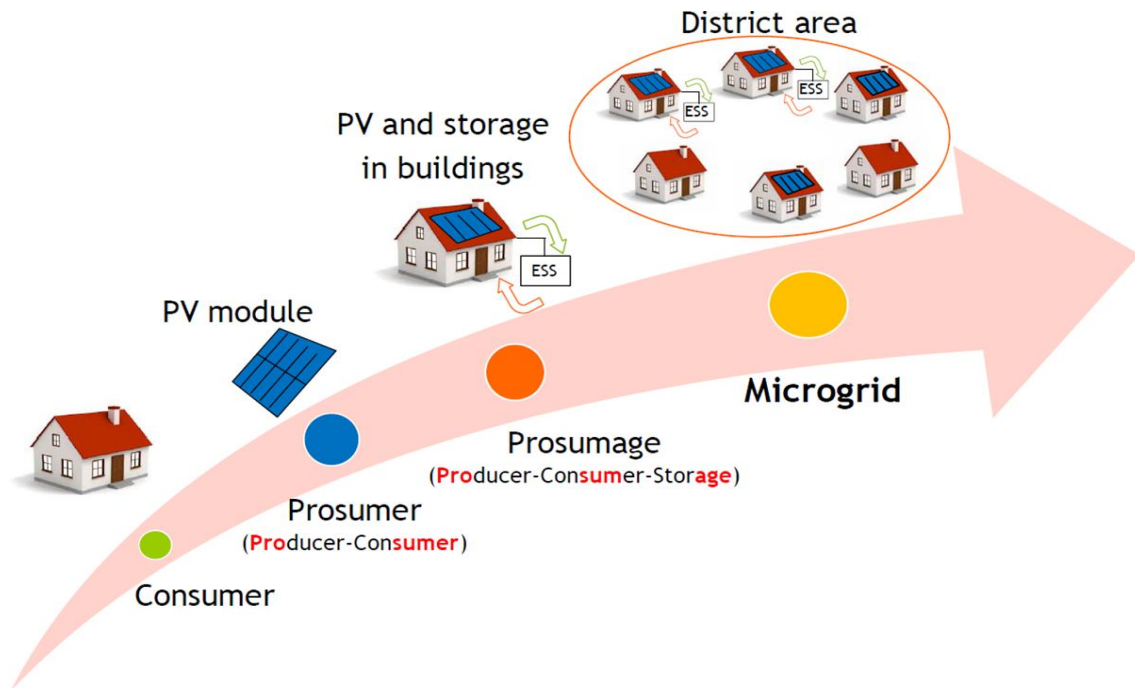 District area
ESS
ESS
PV and storage
in buildings
ESS
PV module
Microgrid
Prosumage
(Producer-Consumer-Storage)
Prosumer
(Producer-Consumer)
Consumer